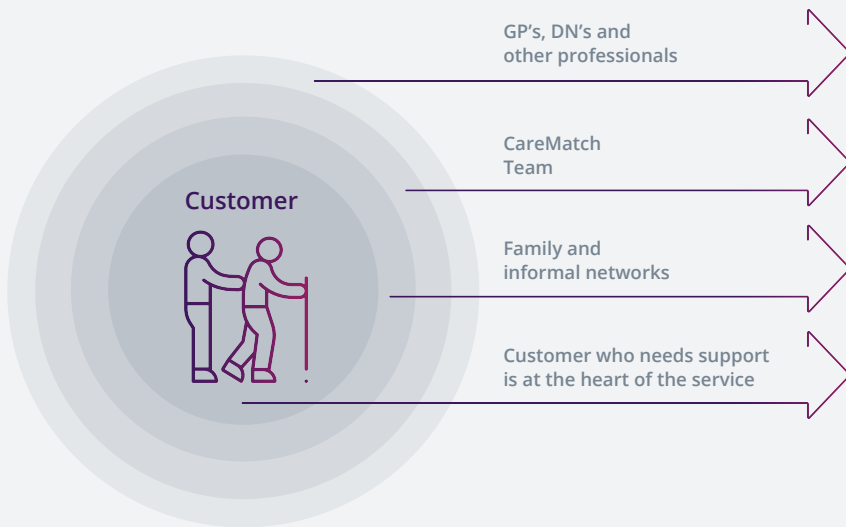 GP's, DN's and
other professionals
CareMatch
Team
Customer
Family and
informal networks
Customer who needs support
is at the heart of the service